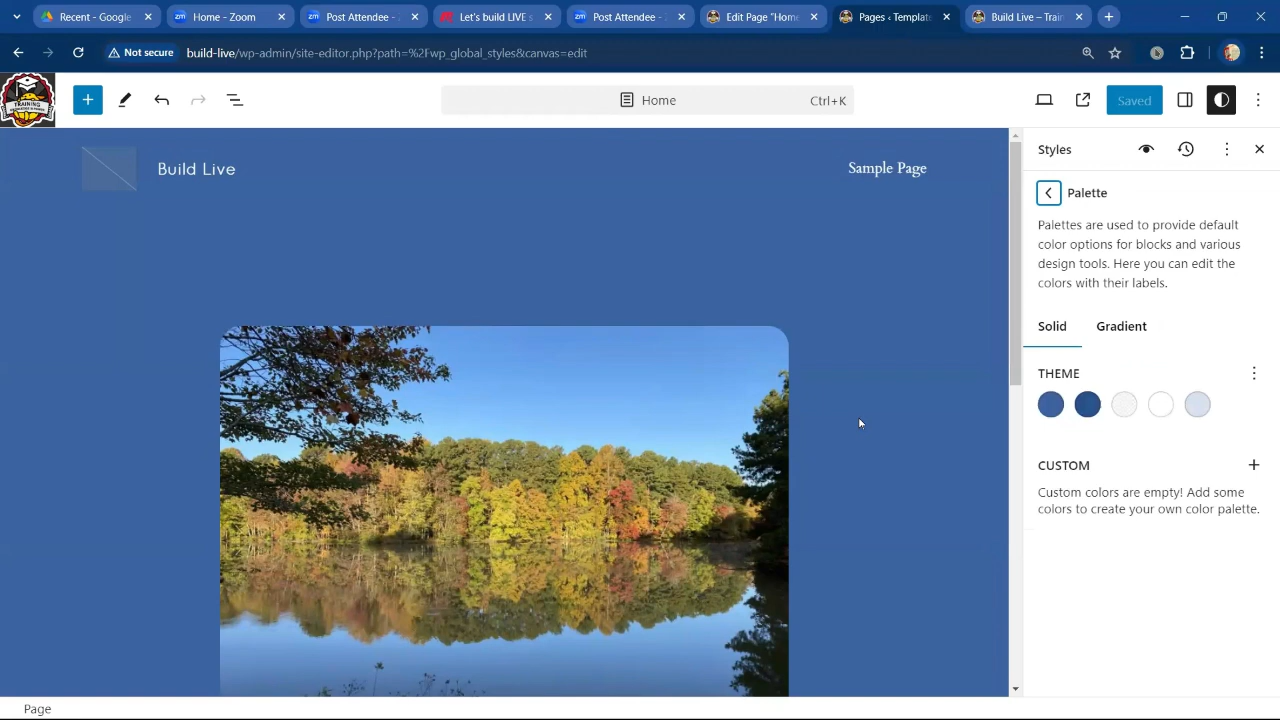 Recent - Google
Home - Zoom
Post Attendee -
Let's build LIVE s
Post Attendee -
Edit Page "Home
Pages ‹ Template
Build Live – Train
Not secure
build-live/wp-admin/site-editor.php?path=%2Fwp_global_styles&canvas=edit
TRAINING
Home
Ctrl+K
Saved
Build Live
Sample Page
Styles
Palette
Palettes are used to provide default
color options for blocks and various
design tools. Here you can edit the
colors with their labels.
Solid
Gradient
THEME
CUSTOM
Custom colors are empty! Add some
colors to create your own color palette.
Page